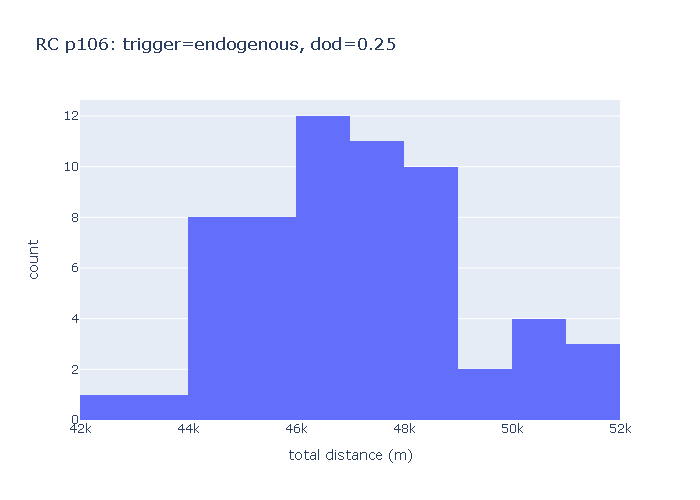 RC p106: trigger=endogenous, dod=0.25
12
10
8
6
4
2
0
42k 44k 46k 48k 50k 52k
total distance (m)
count